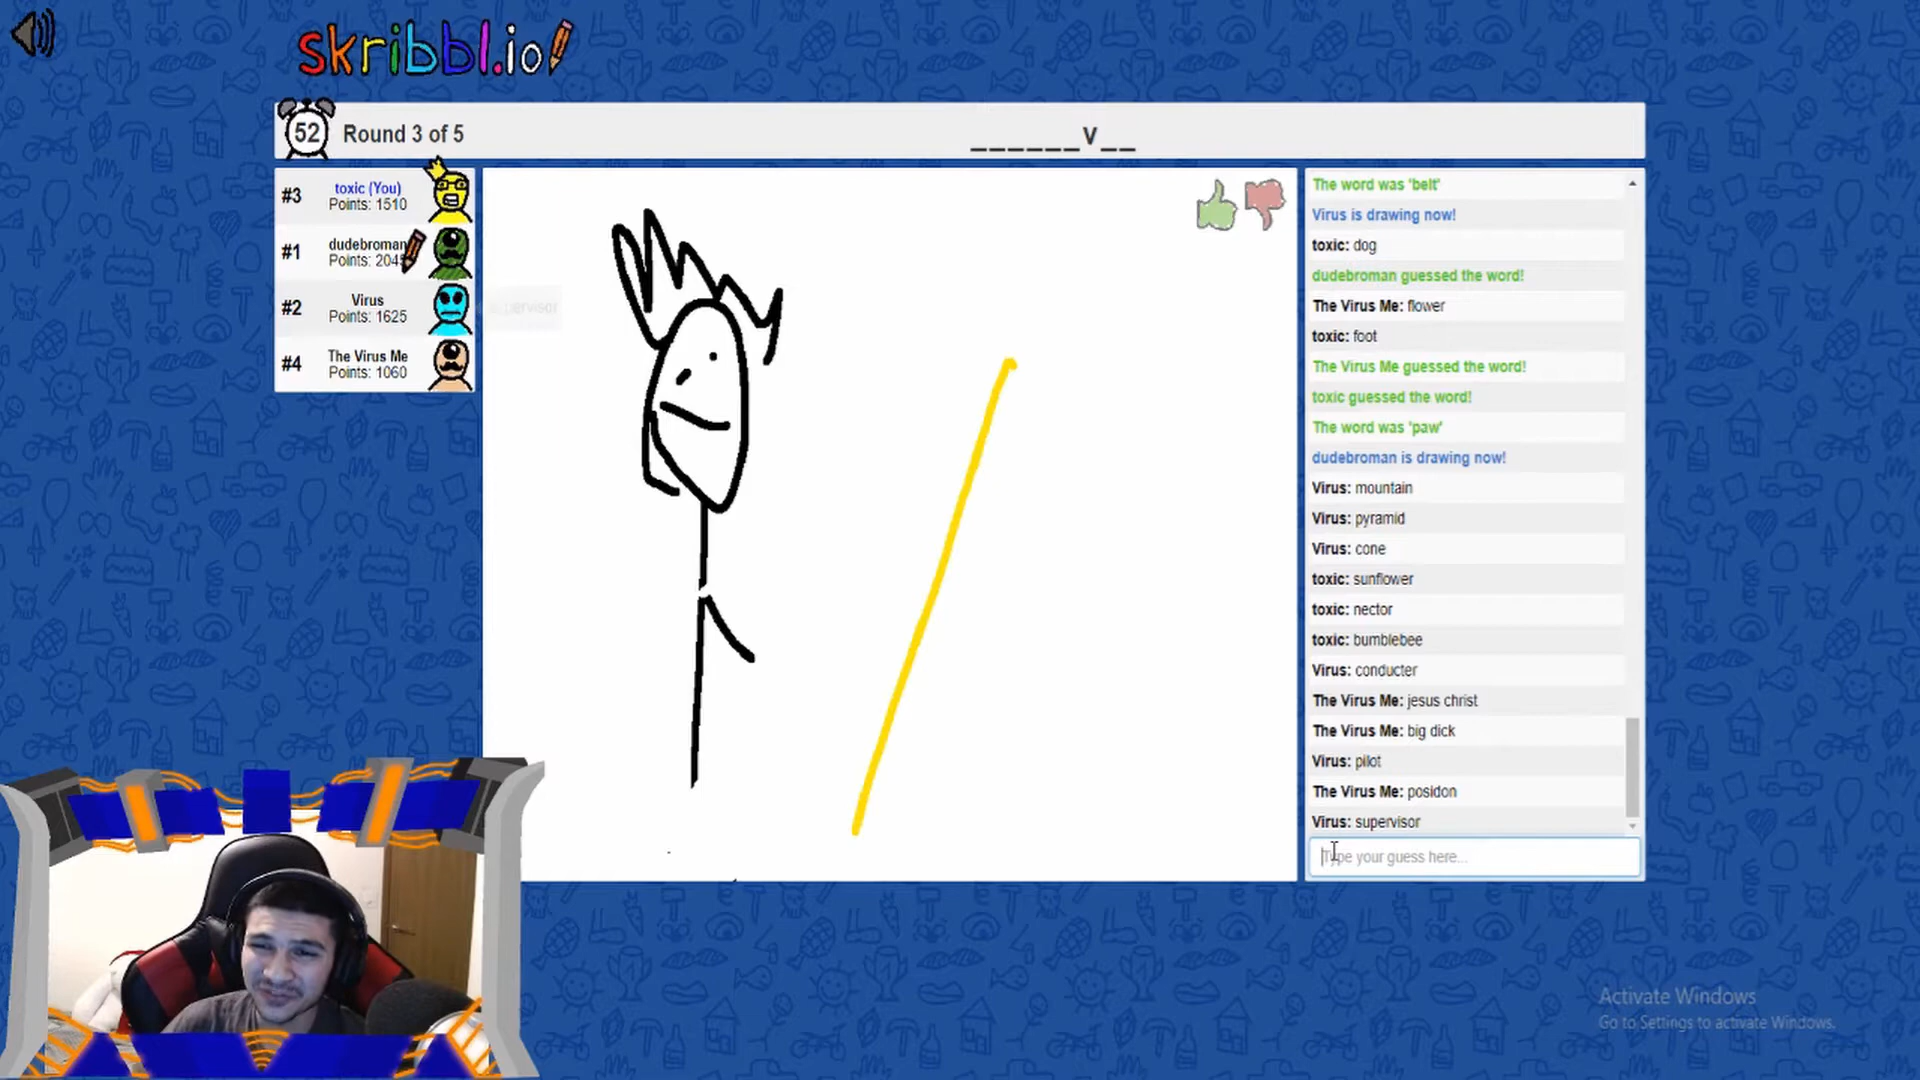 skribbl.io
52
Round 3 of 5
______v__
#3
toxic (You)
Points: 1510
#1
dudebroman
Points: 2045
#2
Virus
Points: 1625
#4
The Virus Me
Points: 1060
supervisor
The word was 'belt'
Virus is drawing now!
toxic: dog
dudebroman guessed the word!
The Virus Me: flower
toxic: foot
The Virus Me guessed the word!
toxic guessed the word!
The word was 'paw'
dudebroman is drawing now!
Virus: mountain
Virus: pyramid
Virus: cone
toxic: sunflower
toxic: nector
toxic: bumblebee
Virus: conducter
The Virus Me: jesus christ
The Virus Me: big dick
Virus: pilot
The Virus Me: posidon
Virus: supervisor
Type your guess here...
Activate Windows
Go to Settings to activate Windows.